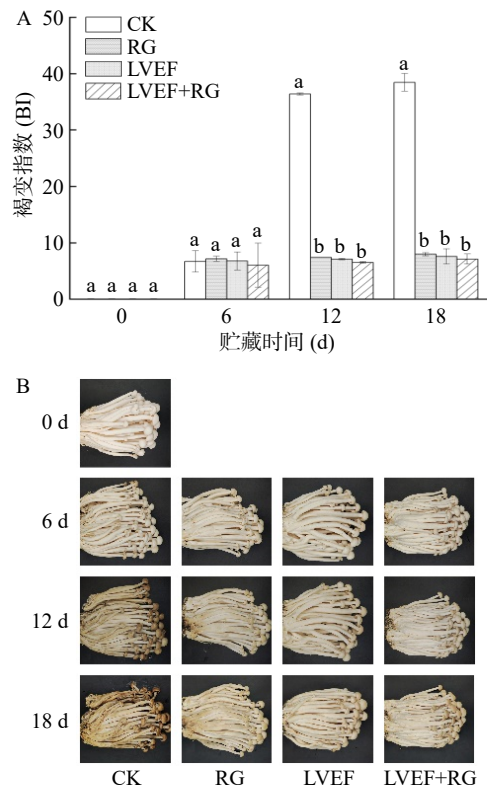 A
CK
RG
LVEF
LVEF+RG
褐变指数 (BI)
50
40
30
20
10
0
a a a a
a a a a
a b b b
a b b b
0 6 12 18
贮藏时间 (d)
B
0 d
6 d
12 d
18 d
CK RG LVEF LVEF+RG